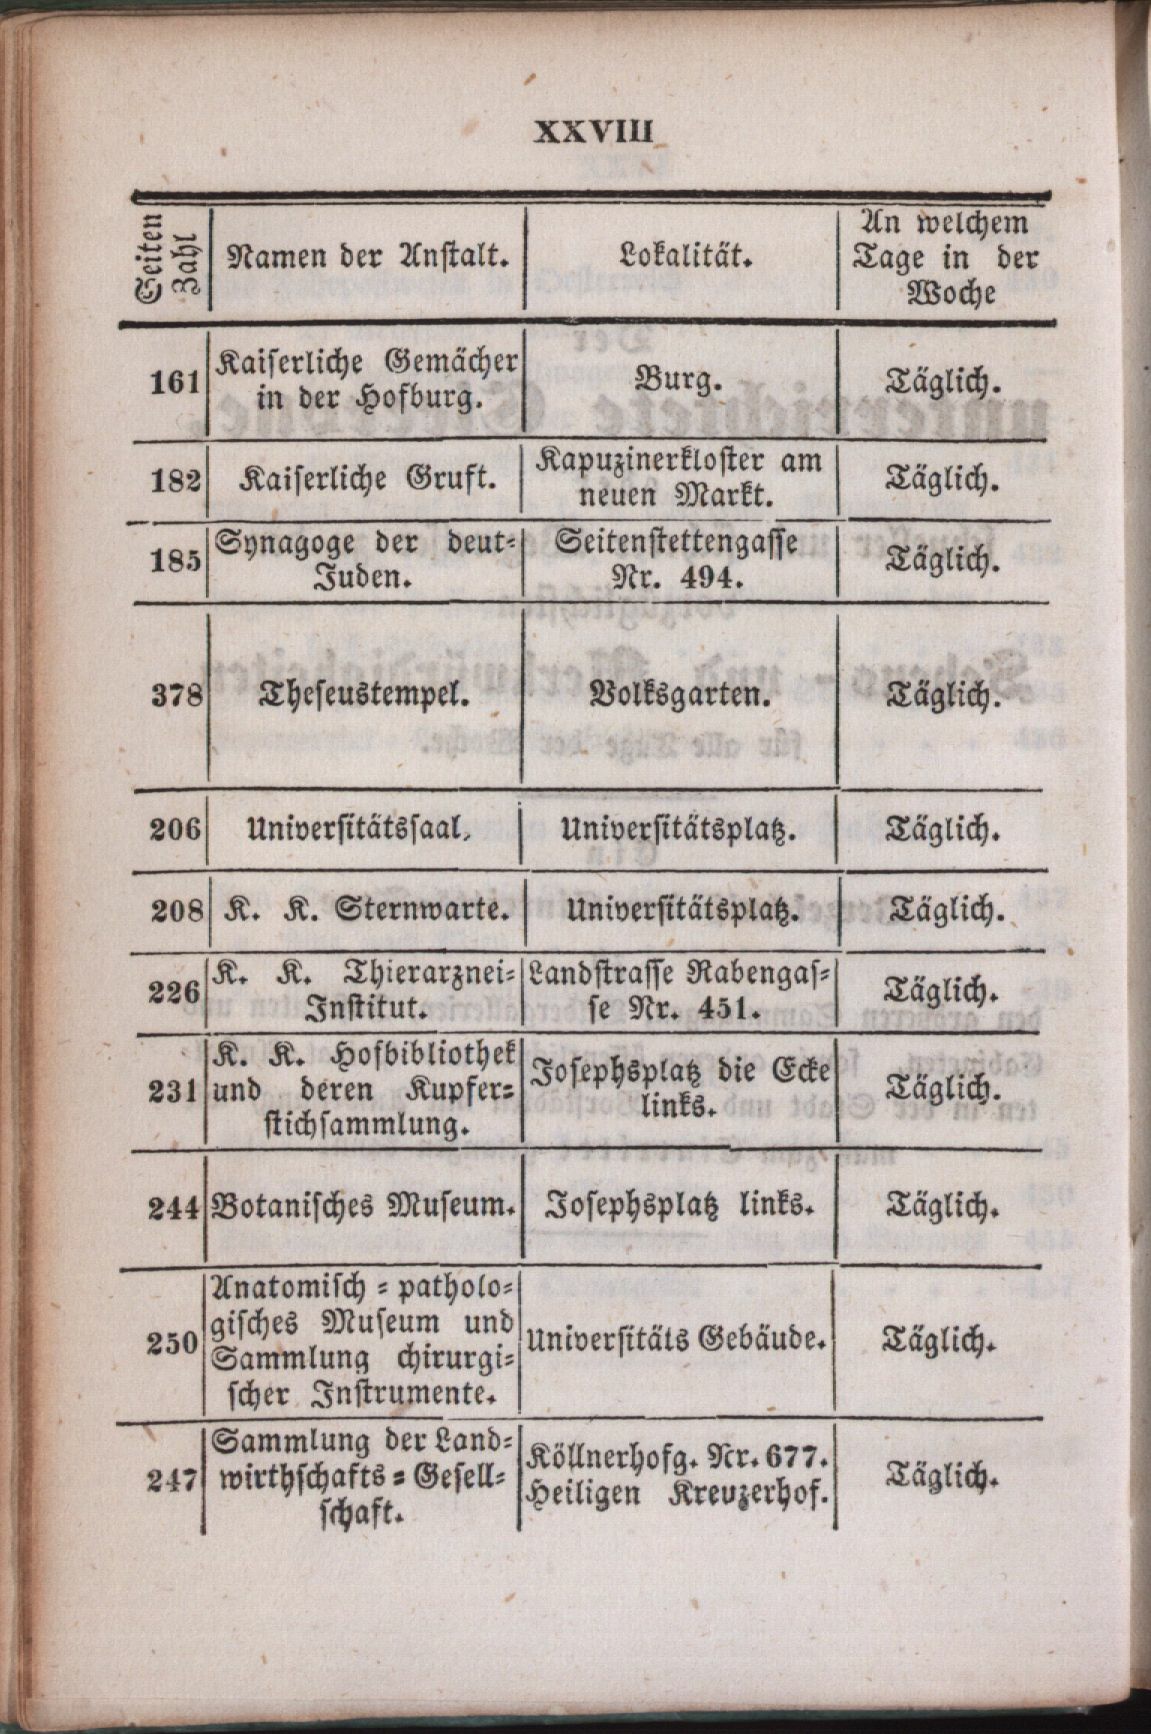 XXVIII
Seiten
Zahl
Namen der Anstalt.
Lokalität.
An welchem
Tage in der
Woche
161
Kaiserliche Gemächer
in der Hofburg.
Burg.
Täglich.
182
Kaiserliche Gruft.
Kapuzinerkloster am
neuen Markt.
Täglich.
185
Synagoge der deut=
Juden.
Seitenstettengasse
Nr. 494.
Täglich.
378
Theseustempel.
Volksgarten.
Täglich.
206
Universitätssaal.
Universitätsplatz.
Täglich.
208
K. K. Sternwarte.
Universitätsplatz.
Täglich.
226
K. K. Thierarznei=
Institut.
Landstrasse Rabengas=
se Nr. 451.
Täglich.
231
K. K. Hofbibliothek
und deren Kupfer=
stichsammlung.
Josephsplatz die Ecke
links.
Täglich.
244
Botanisches Museum.
Josephsplatz links.
Täglich.
250
Anatomisch = patholo=
gisches Museum und
Sammlung chirurgi=
scher Instrumente.
Universitäts Gebäude.
Täglich.
247
Sammlung der Land=
wirthschafts = Gesell=
schaft.
Köllnerhofg. Nr. 677.
Heiligen Kreuzerhof.
Täglich.